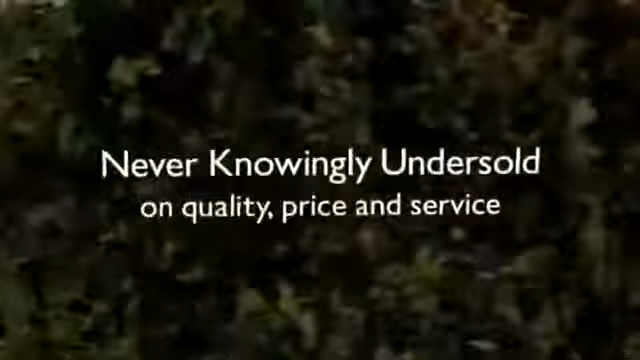 Never Knowingly Undersold
on quality, price and service